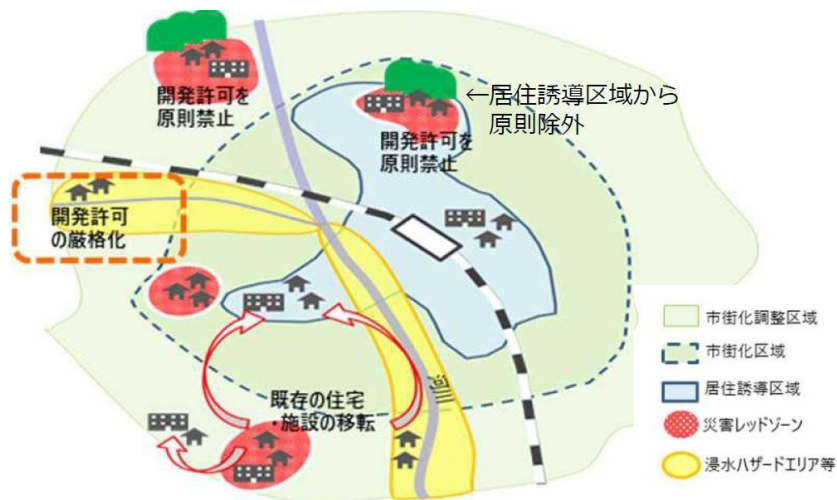 開発許可を
原則禁止
←居住誘導区域から
原則除外
開発許可を
原則禁止
開発許可
の厳格化
既存の住宅
・施設の移転
河川
市街化調整区域
市街化区域
居住誘導区域
災害レッドゾーン
浸水ハザードエリア等